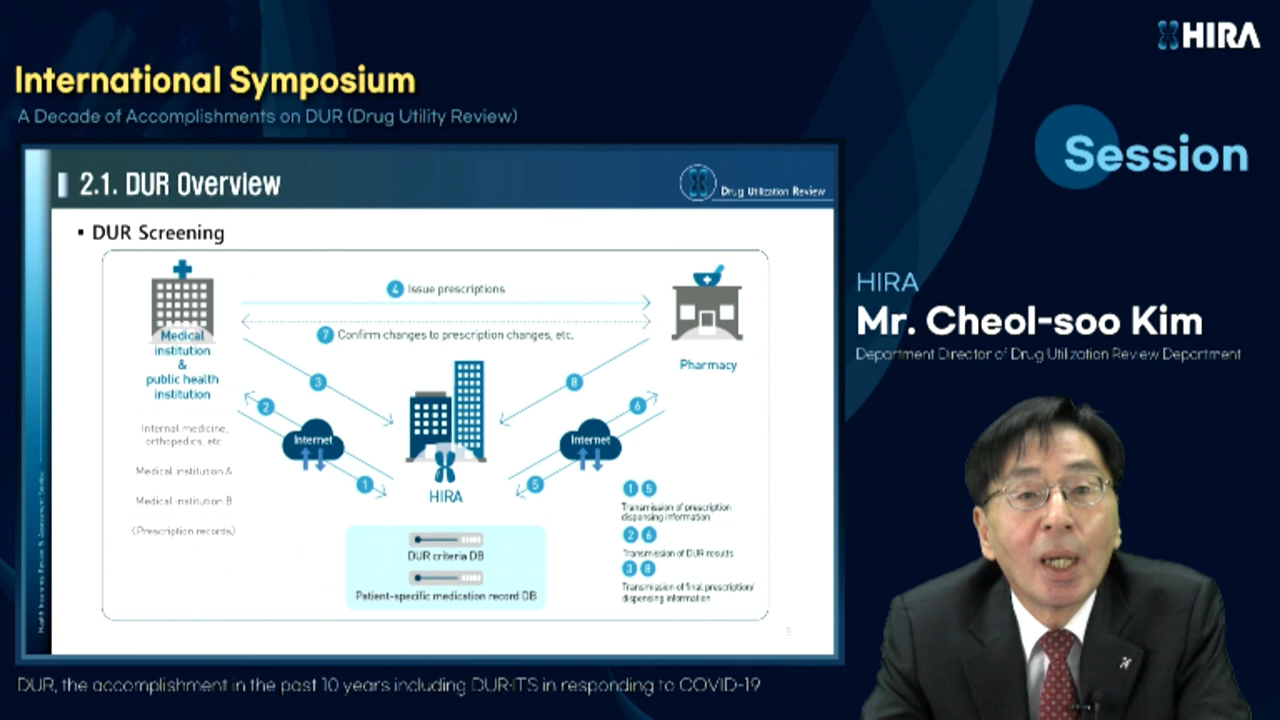 HIRA
International Symposium
A Decade of Accomplishments on DUR (Drug Utility Review)
Session
2.1. DUR Overview
Drug Utilization Review
▪ DUR Screening
4 Issue prescriptions
7 Confirm changes to prescription changes, etc.
Medical
institution
&
public health
institution
Pharmacy
3
8
2
6
Internet
Internet
1
5
HIRA
Internal medicine,
orthopedics, etc
Medical institution A
Medical institution B
(Prescription records)
DUR criteria DB
Patient-specific medication record DB
1 5
Transmission of prescription
dispensing information
2 6
Transmission of DUR results
3 8
Transmission of final prescription/
dispensing information
9
HIRA
Mr. Cheol-soo Kim
Department Director of Drug Utilization Review Department
DUR, the accomplishment in the past 10 years including DUR·ITS in responding to COVID-19